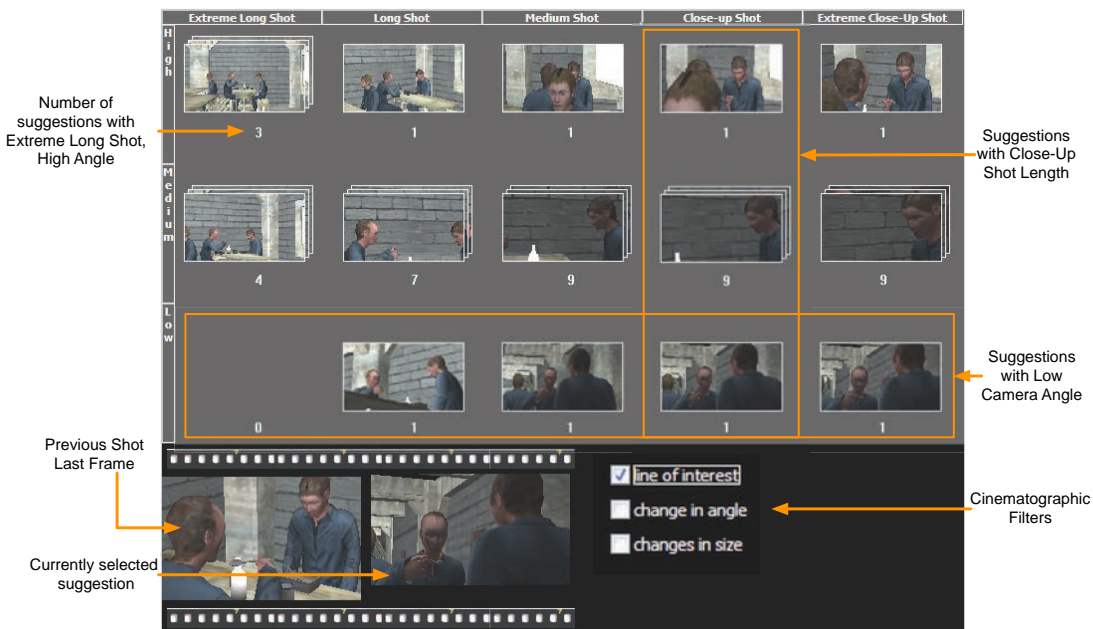 Extreme Long Shot
Long Shot
Medium Shot
Close-up Shot
Extreme Close-Up Shot
High
3
1
1
1
1
Medium
4
7
9
9
9
Low
0
1
1
1
1
Number of
suggestions with
Extreme Long Shot,
High Angle
Suggestions
with Close-Up
Shot Length
Suggestions
with Low
Camera Angle
Previous Shot
Last Frame
Currently selected
suggestion
line of interest
change in angle
changes in size
Cinematographic
Filters